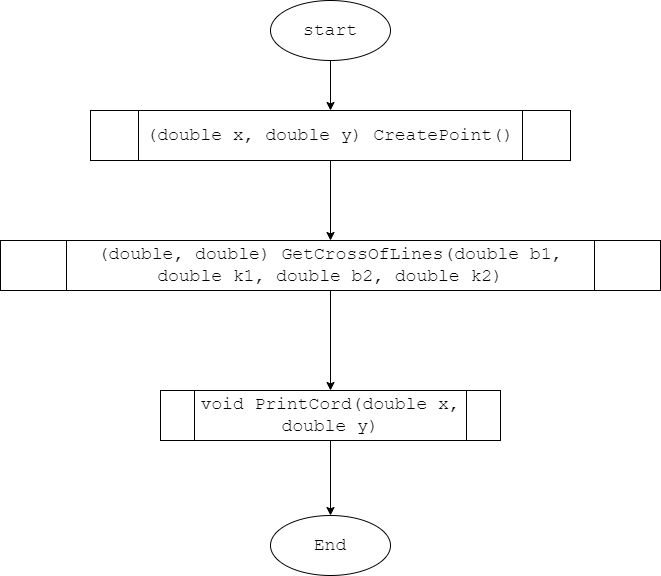 start
(double x, double y) CreatePoint()
(double, double) GetCrossOfLines(double b1,
double k1, double b2, double k2)
void PrintCord(double x,
double y)
End